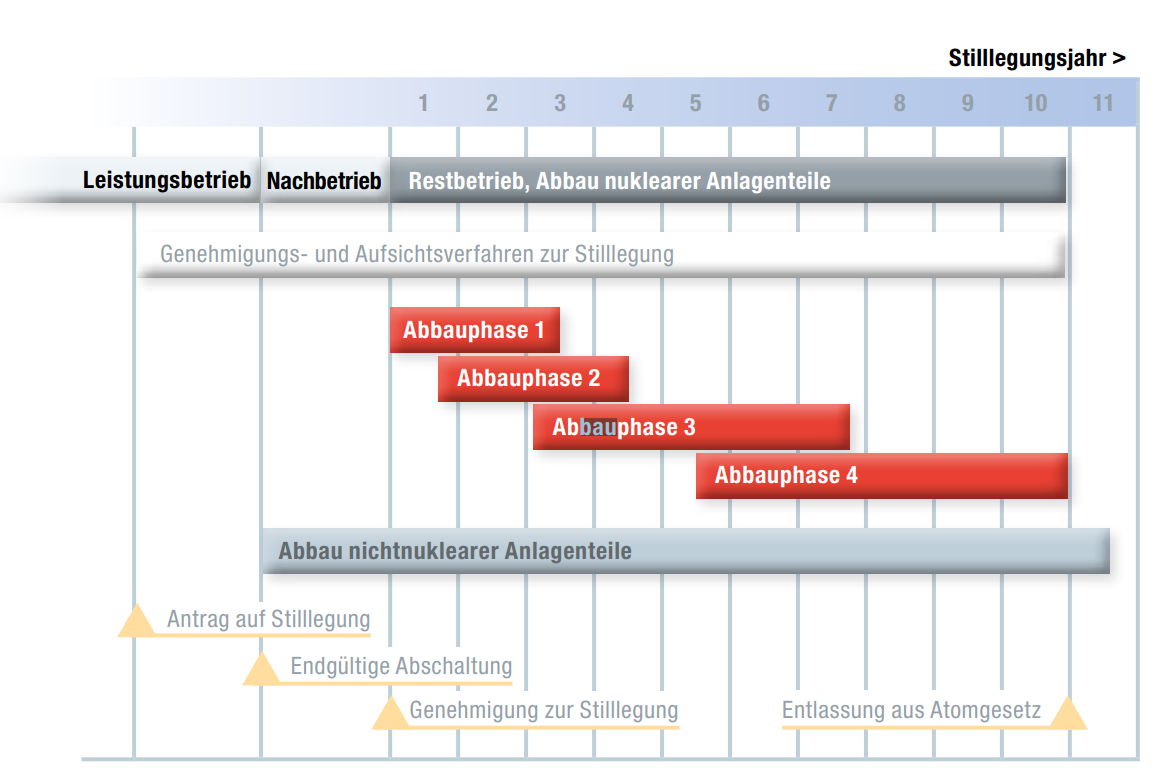 Stilllegungsjahr >
1 2 3 4 5 6 7 8 9 10 11
Leistungsbetrieb Nachbetrieb Restbetrieb, Abbau nuklearer Anlagenteile
Genehmigungs- und Aufsichtsverfahren zur Stilllegung
Abbauphase 1
Abbauphase 2
Abbauphase 3
Abbauphase 4
Abbau nichtnuklearer Anlagenteile
Antrag auf Stilllegung
Endgültige Abschaltung
Genehmigung zur Stilllegung Entlassung aus Atomgesetz